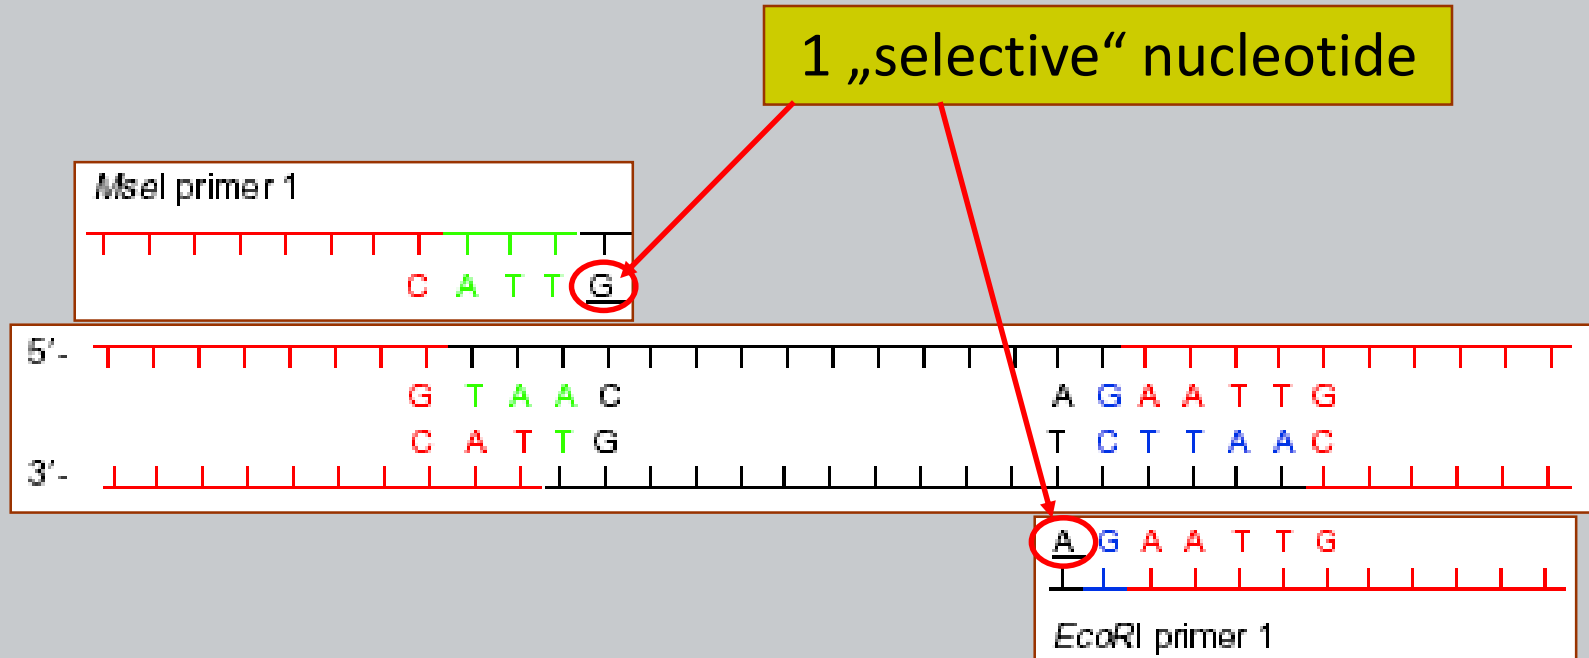 1 „selective“ nucleotide
MseI primer 1
C A T T G
5′-
G T A A C A G A A T T G
C A T T G T C T T A A C
3′-
A G A A T T G
EcoRI primer 1